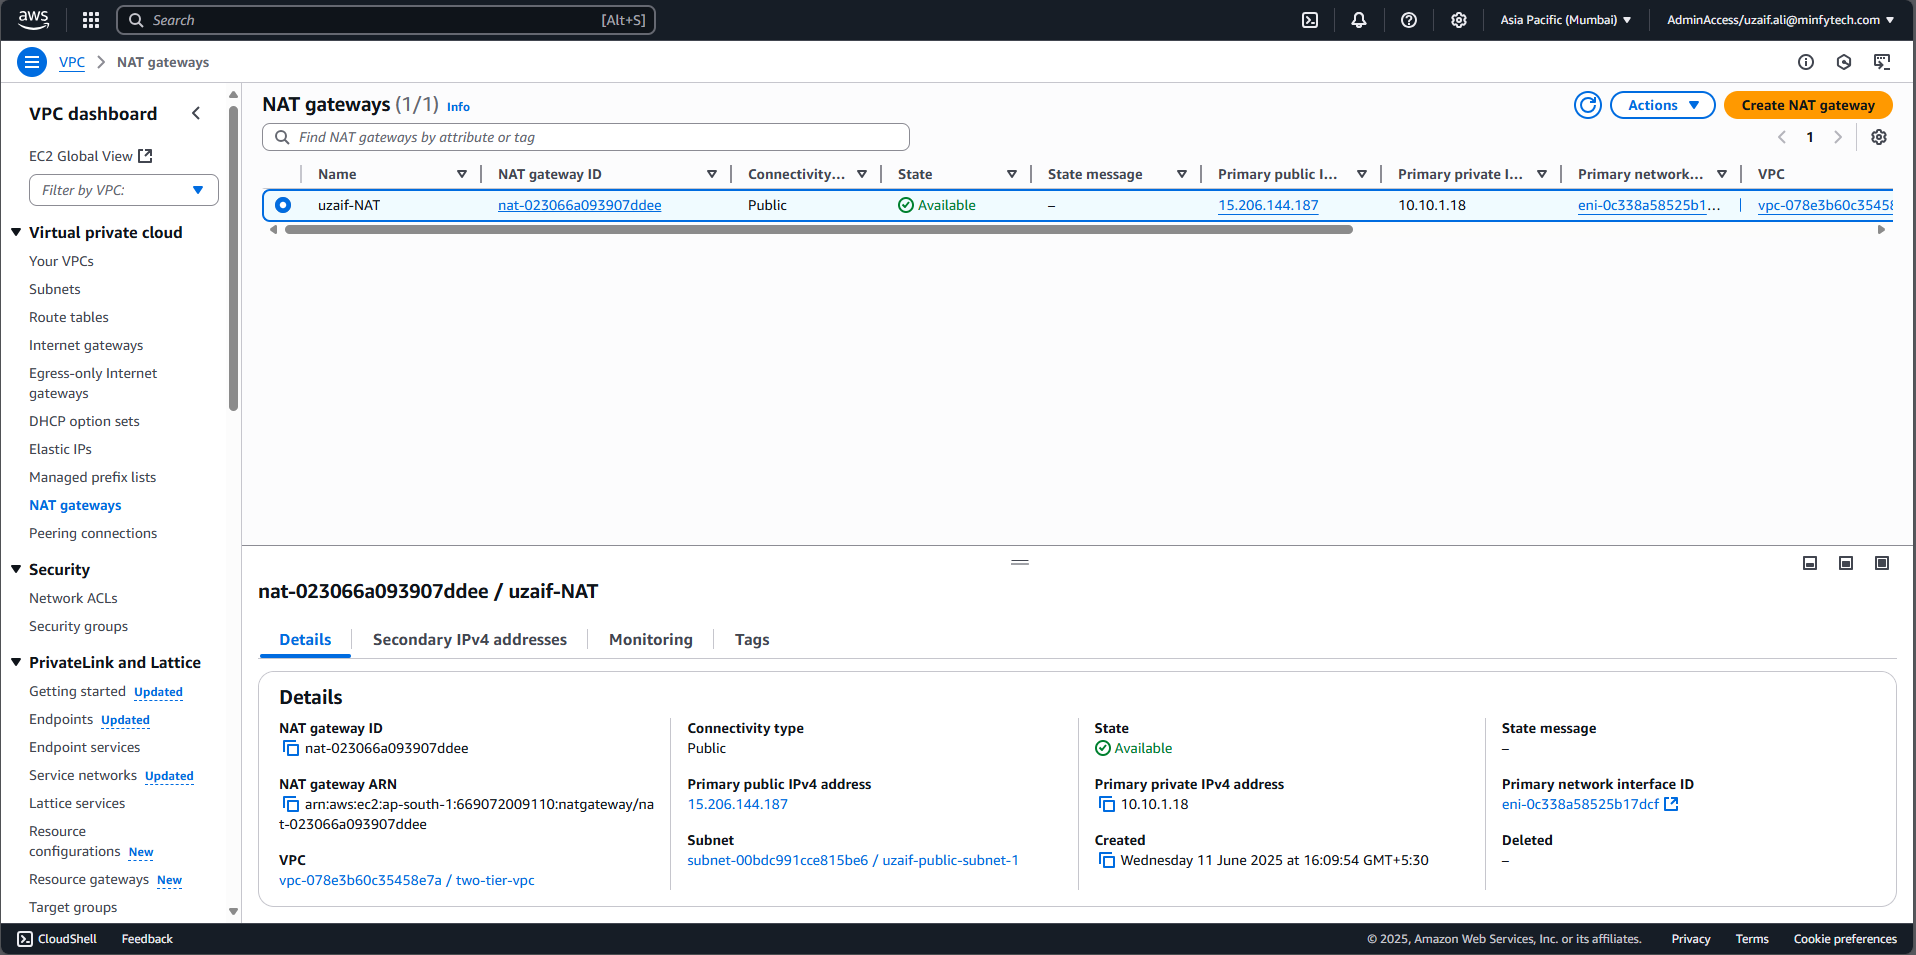 aws
Search
[Alt+S]
Asia Pacific (Mumbai)
AdminAccess/uzaif.ali@minfytech.com
VPC
NAT gateways
VPC dashboard
EC2 Global View
Filter by VPC:
Virtual private cloud
Your VPCs
Subnets
Route tables
Internet gateways
Egress-only Internet
gateways
DHCP option sets
Elastic IPs
Managed prefix lists
NAT gateways
Peering connections
Security
Network ACLs
Security groups
PrivateLink and Lattice
Getting started Updated
Endpoints Updated
Endpoint services
Service networks Updated
Lattice services
Resource
configurations New
Resource gateways New
Target groups
NAT gateways (1/1) Info
Actions
Create NAT gateway
Find NAT gateways by attribute or tag
1
Name NAT gateway ID Connectivity... State State message Primary public I... Primary private I... Primary network... VPC
uzaif-NAT nat-023066a093907ddee Public Available – 15.206.144.187 10.10.1.18 eni-0c338a58525b1... vpc-078e3b60c35458
nat-023066a093907ddee / uzaif-NAT
Details Secondary IPv4 addresses Monitoring Tags
Details
NAT gateway ID
nat-023066a093907ddee
NAT gateway ARN
arn:aws:ec2:ap-south-1:669072009110:natgateway/na
t-023066a093907ddee
VPC
vpc-078e3b60c35458e7a / two-tier-vpc
Connectivity type
Public
Primary public IPv4 address
15.206.144.187
Subnet
subnet-00bdc991cce815be6 / uzaif-public-subnet-1
State
Available
Primary private IPv4 address
10.10.1.18
Created
Wednesday 11 June 2025 at 16:09:54 GMT+5:30
State message
–
Primary network interface ID
eni-0c338a58525b17dcf
Deleted
–
CloudShell Feedback
© 2025, Amazon Web Services, Inc. or its affiliates. Privacy Terms Cookie preferences